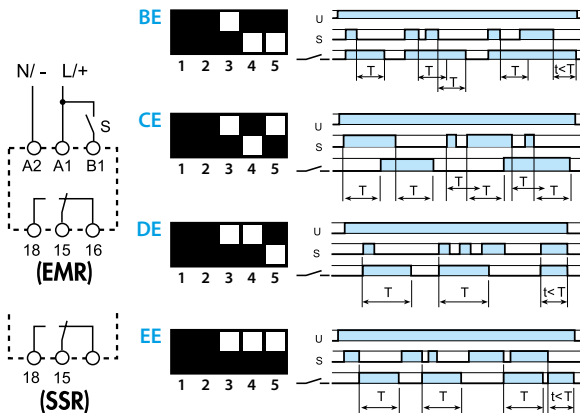 N/ - L/+
S
A2 A1 B1
18 15 16
(EMR)
18 15
(SSR)
BE
1 2 3 4 5
U
S
T T T t<T
T
CE
1 2 3 4 5
U
S
T T T T T T
DE
1 2 3 4 5
U
S
T T t<T
EE
1 2 3 4 5
U
S
T T T t<T